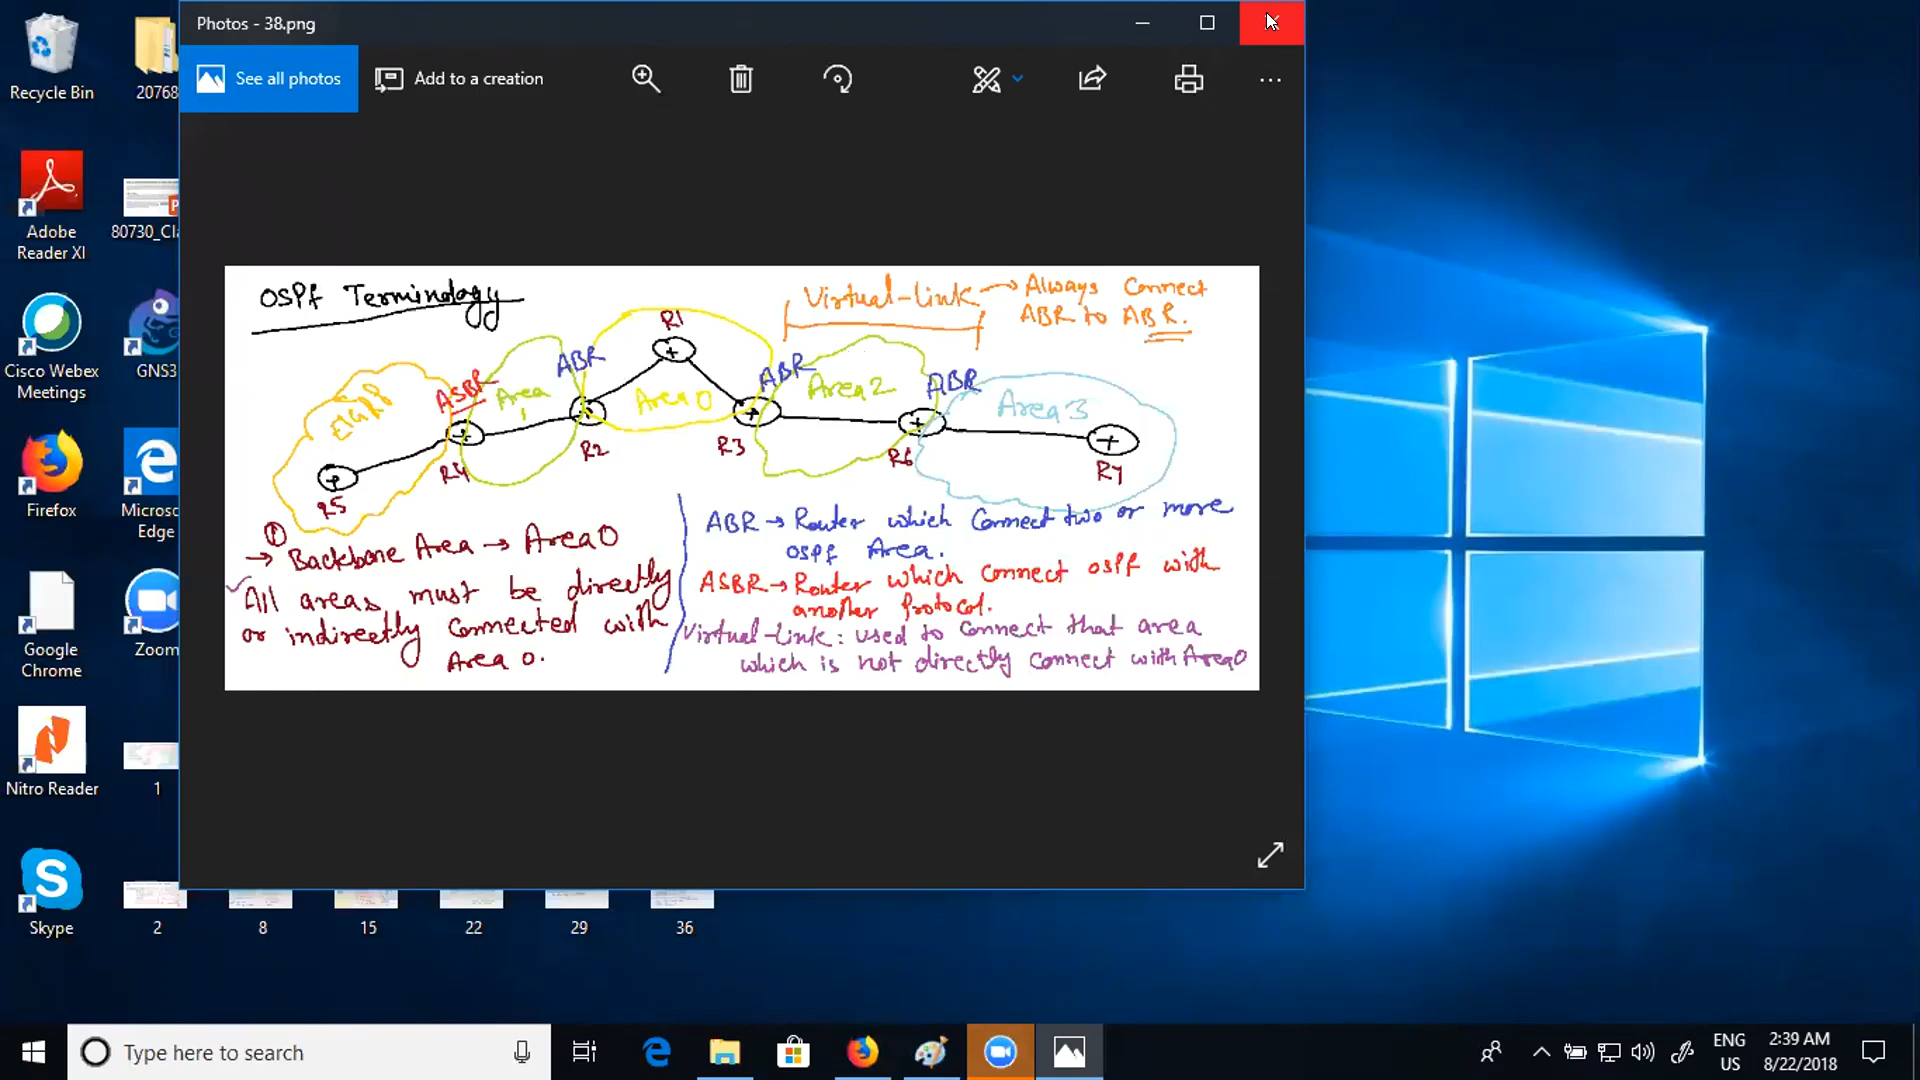 Photos - 38.png
See all photos
Add to a creation
Recycle Bin
20768
Adobe Reader XI
80730_Cla
Cisco Webex Meetings
GNS3
Firefox
Microso
Edge
Google Chrome
Zoom
Nitro Reader
1
Skype
2
8
15
22
29
36
OSPf Terminology
Virtual-link → Always Connect
ABR to ABR.
R1
ABR
ABR
ABR
ASBR
EIGRP
Area 1
Area 0
Area 2
Area 3
R5
R4
R2
R3
R6
R7
① → Backbone Area → Area 0
All areas must be directly
or indirectly Connected with
Area 0.
ABR → Router which Connect two or more
OSPf Area.
ASBR → Router which Connect OSPf with
another Protocol.
Virtual-Link: used to connect that area
which is not directly connect with Area 0
Type here to search
ENG
US
2:39 AM
8/22/2018